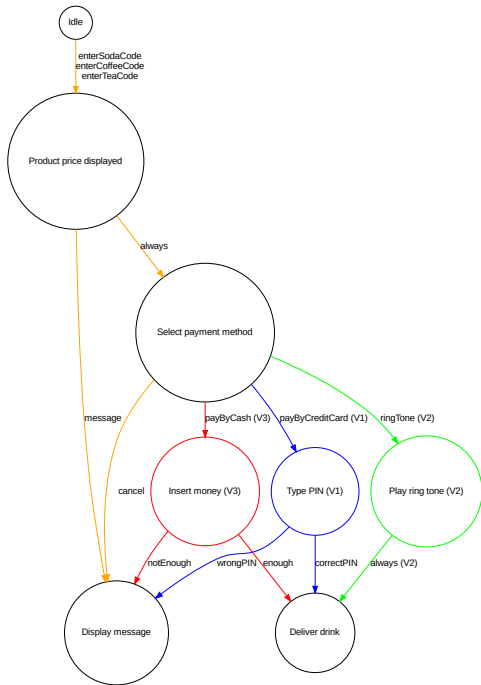 Idle
enterSodaCode
enterCoffeeCode
enterTeaCode
Product price displayed
always
Select payment method
message
payByCash (V3)
payByCreditCard (V1)
ringTone (V2)
cancel
Insert money (V3)
Type PIN (V1)
Play ring tone (V2)
notEnough
wrongPIN
enough
correctPIN
always (V2)
Display message
Deliver drink